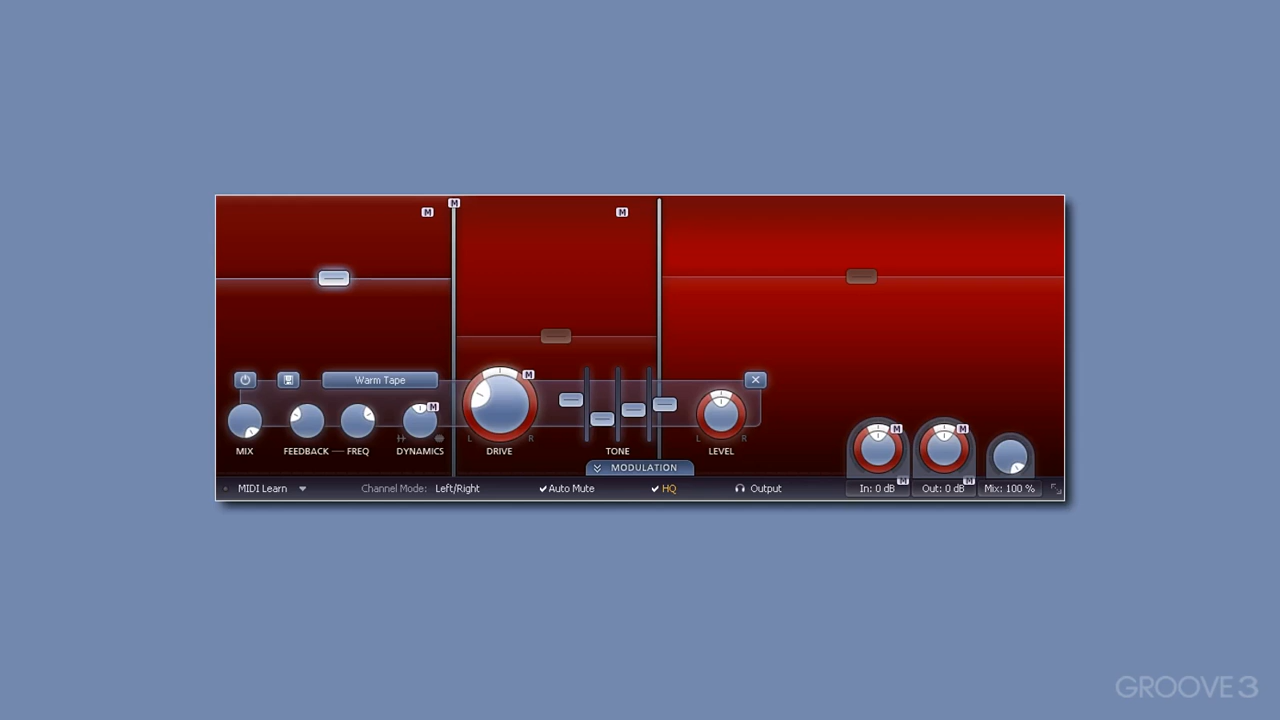 M
M
M
Warm Tape
M
M
L
R
L
R
MIX
FEEDBACK
FREQ
DYNAMICS
DRIVE
TONE
LEVEL
M
M
MODULATION
M
M
MIDI Learn
Channel Mode: Left/Right
Auto Mute
HQ
Output
In: 0 dB
Out: 0 dB
Mix: 100 %
GROOVE3